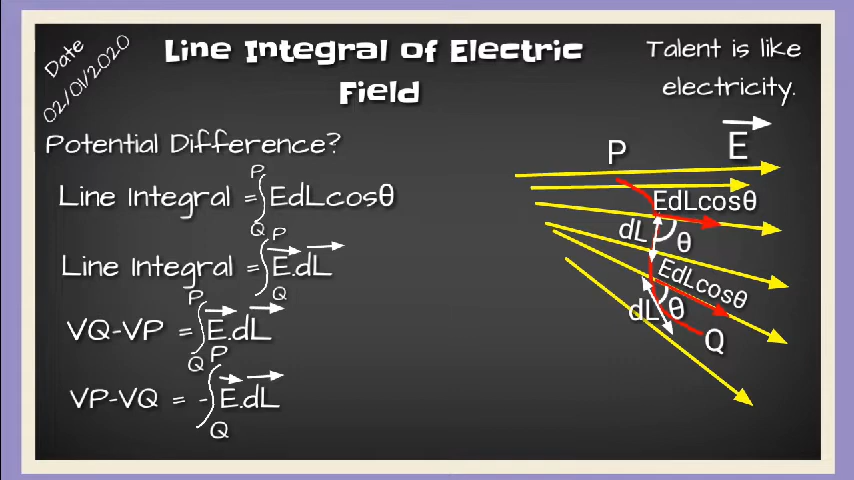 Date
02/01/2020
Line Integral of Electric
Field
Talent is like
electricity.
Potential Difference?
Line Integral = ∫ EdLcosθ
P
Q
Line Integral = ∫ E⃗.dL⃗
P
Q
VQ-VP = ∫ E⃗.dL⃗
P
Q
VP-VQ = -∫ E⃗.dL⃗
P
Q
P
E⃗
EdLcosθ
dL
θ
EdLcosθ
dL
θ
Q